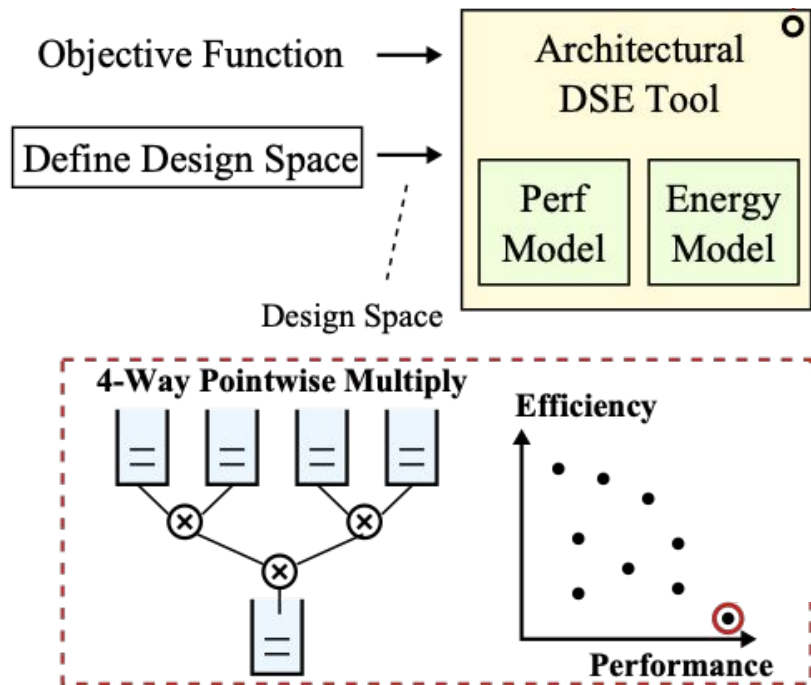 Objective Function
Architectural
DSE Tool
Define Design Space
Perf
Model
Energy
Model
Design Space
4-Way Pointwise Multiply
Efficiency
Performance